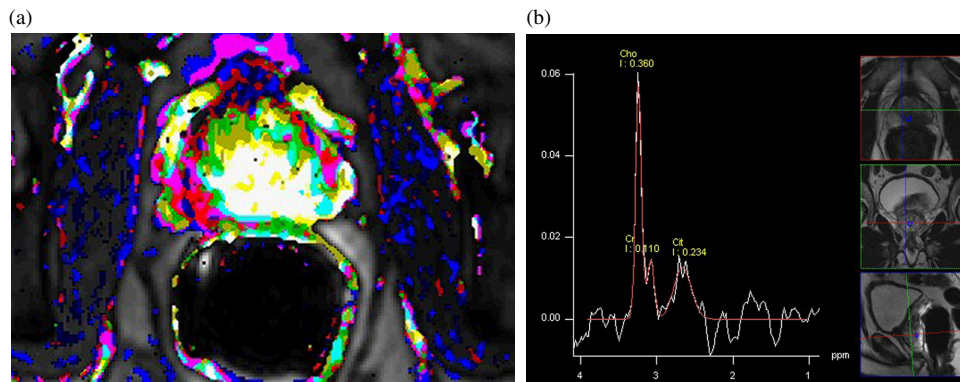 (a)
(b)
Cho
I : 0.360
0.06
0.04
0.02
Cr
I : 0.110
Cit
I : 0.234
0.00
4
3
2
1
ppm